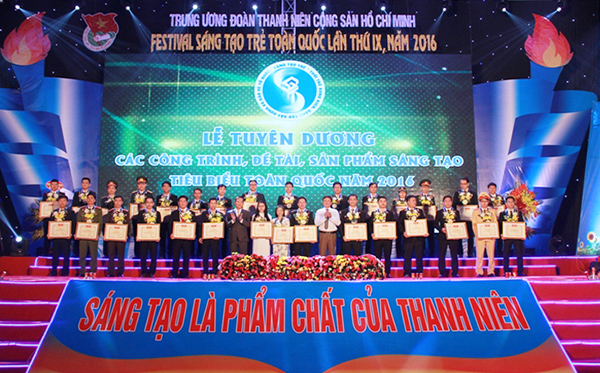 TRUNG ƯƠNG ĐOÀN THANH NIÊN CỘNG SẢN HỒ CHÍ MINH
FESTIVAL SÁNG TẠO TRẺ TOÀN QUỐC LẦN THỨ IX, NĂM 2016
LỄ TUYÊN DƯƠNG
CÁC CÔNG TRÌNH, ĐỀ TÀI, SẢN PHẨM SÁNG TẠO
TIÊU BIỂU TOÀN QUỐC NĂM 2016
SÁNG TẠO LÀ PHẨM CHẤT CỦA THANH NIÊN